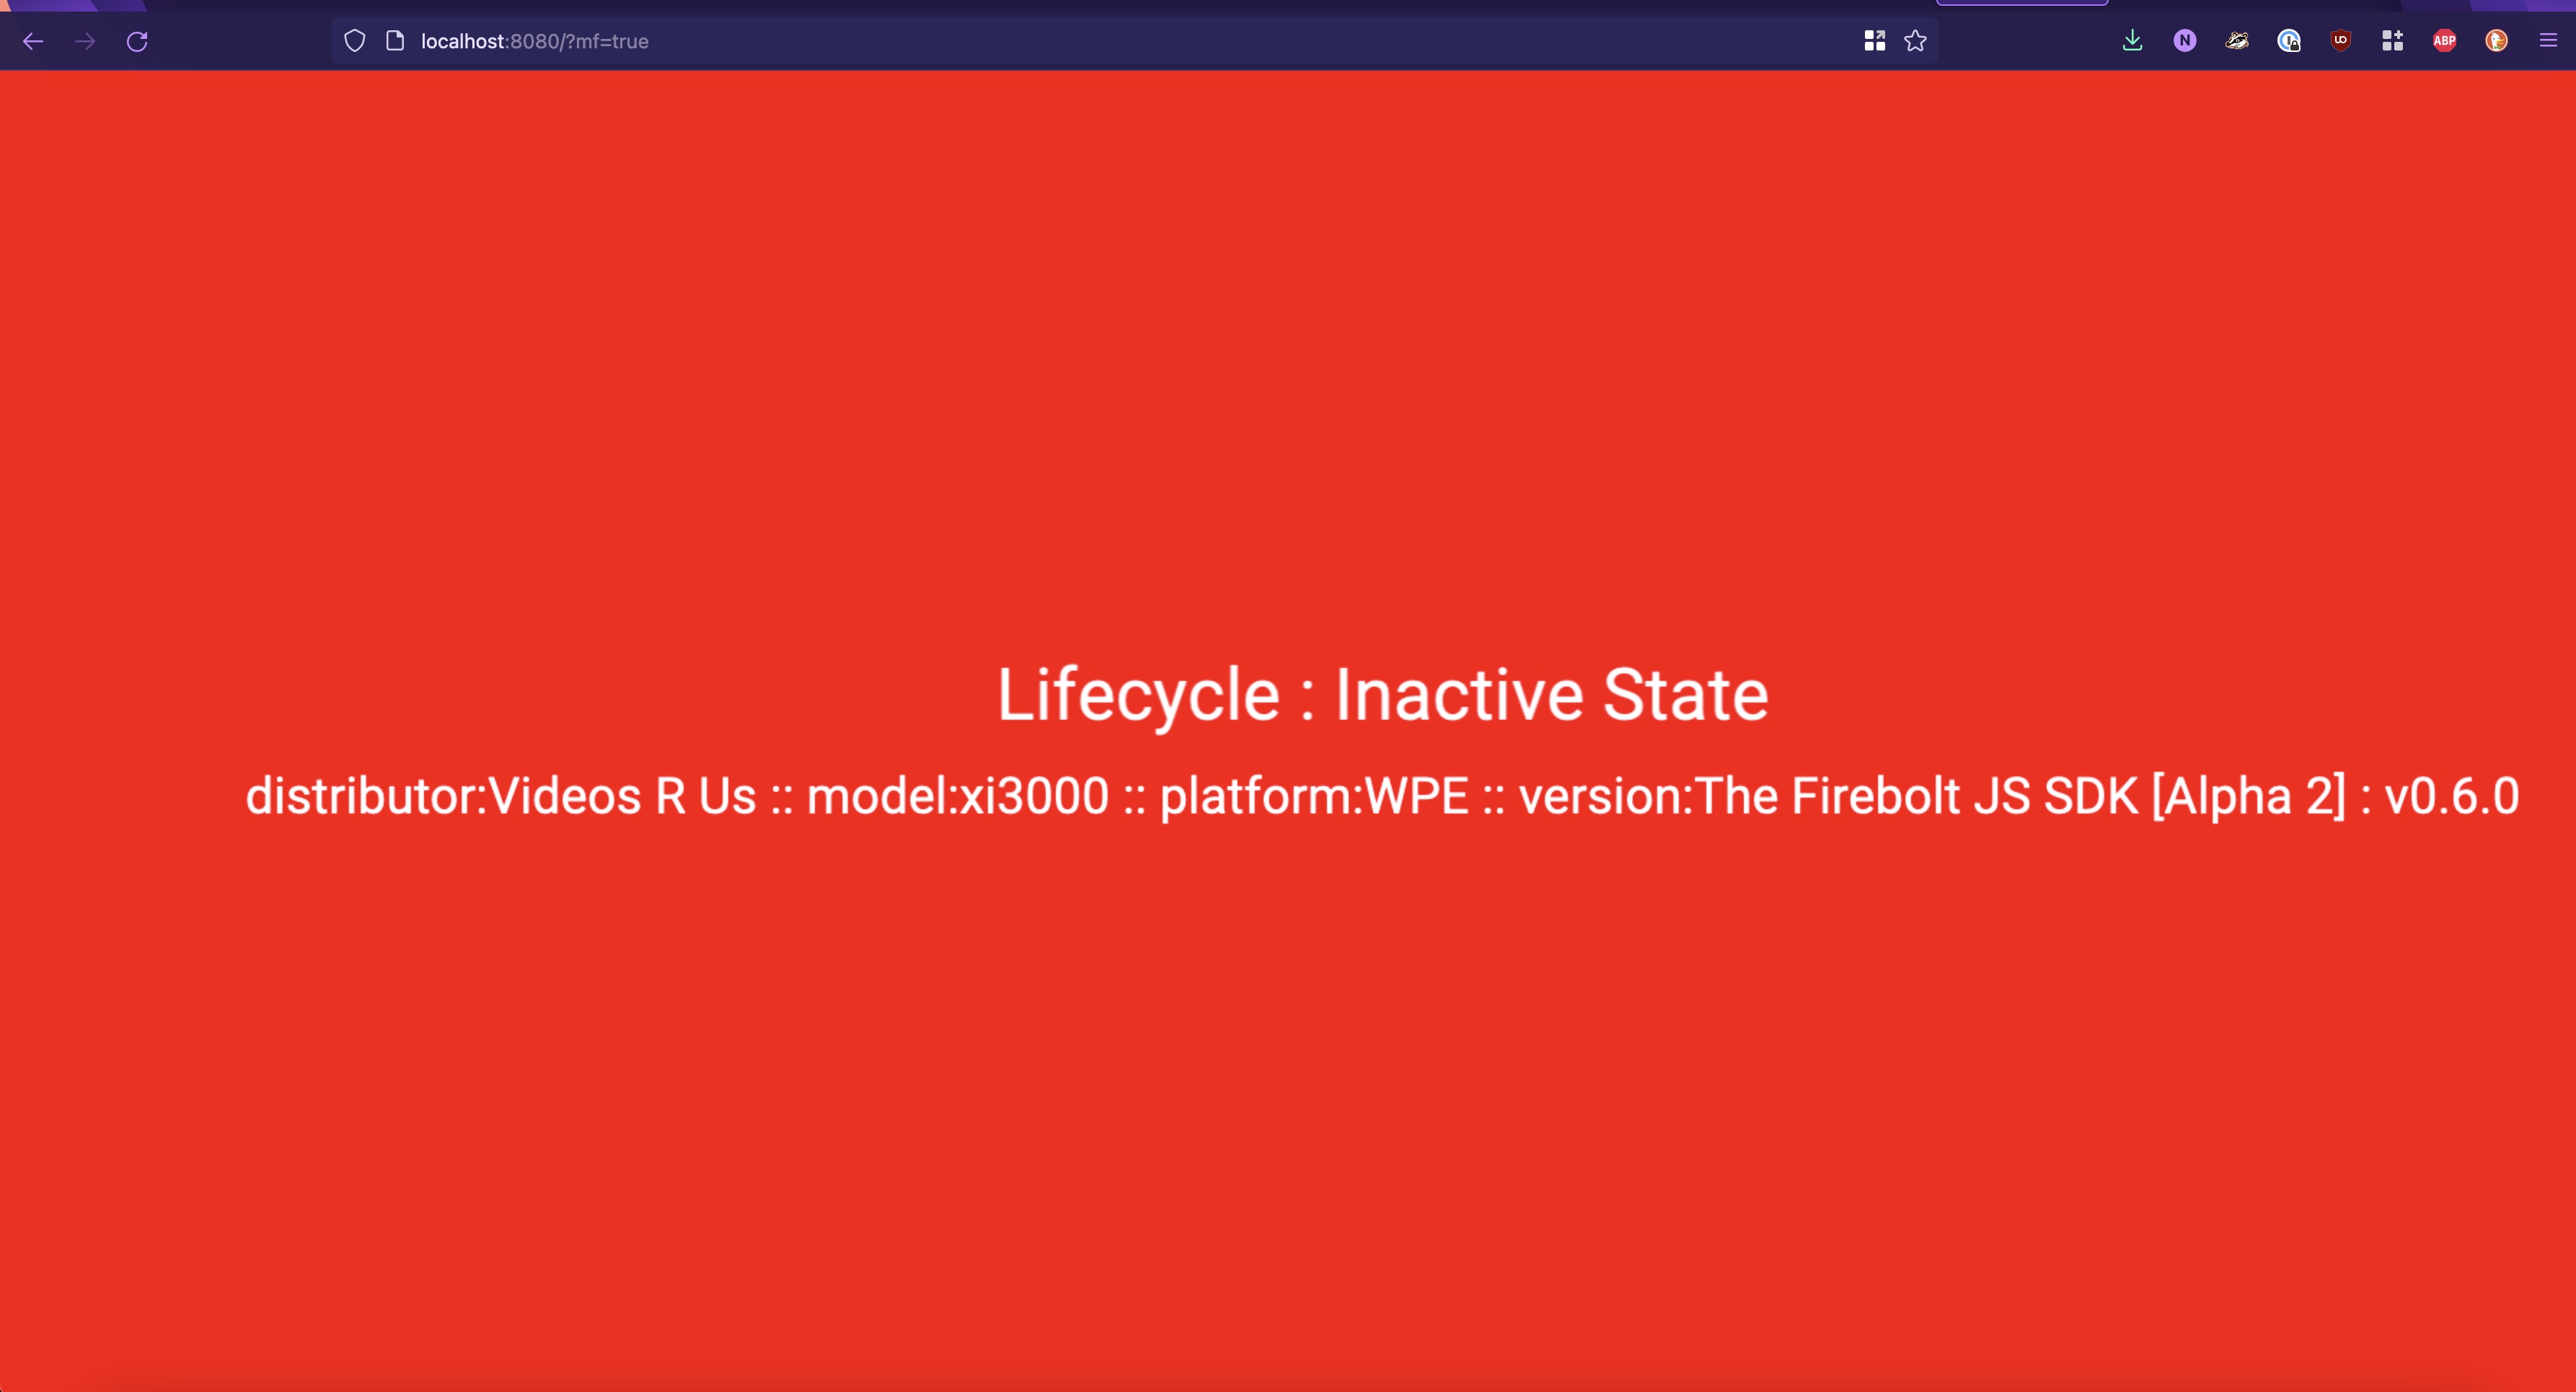 localhost:8080/?mf=true
N
UO
ABP
Lifecycle : Inactive State
distributor:Videos R Us :: model:xi3000 :: platform:WPE :: version:The Firebolt JS SDK [Alpha 2] : v0.6.0